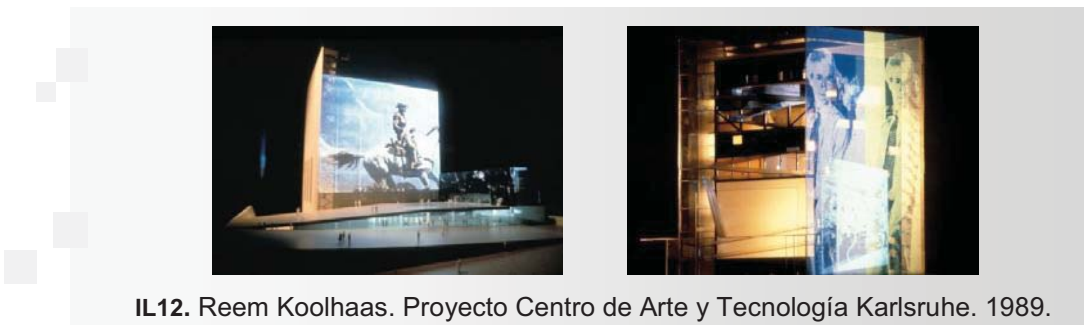 IL12. Reem Koolhaas. Proyecto Centro de Arte y Tecnología Karlsruhe. 1989.